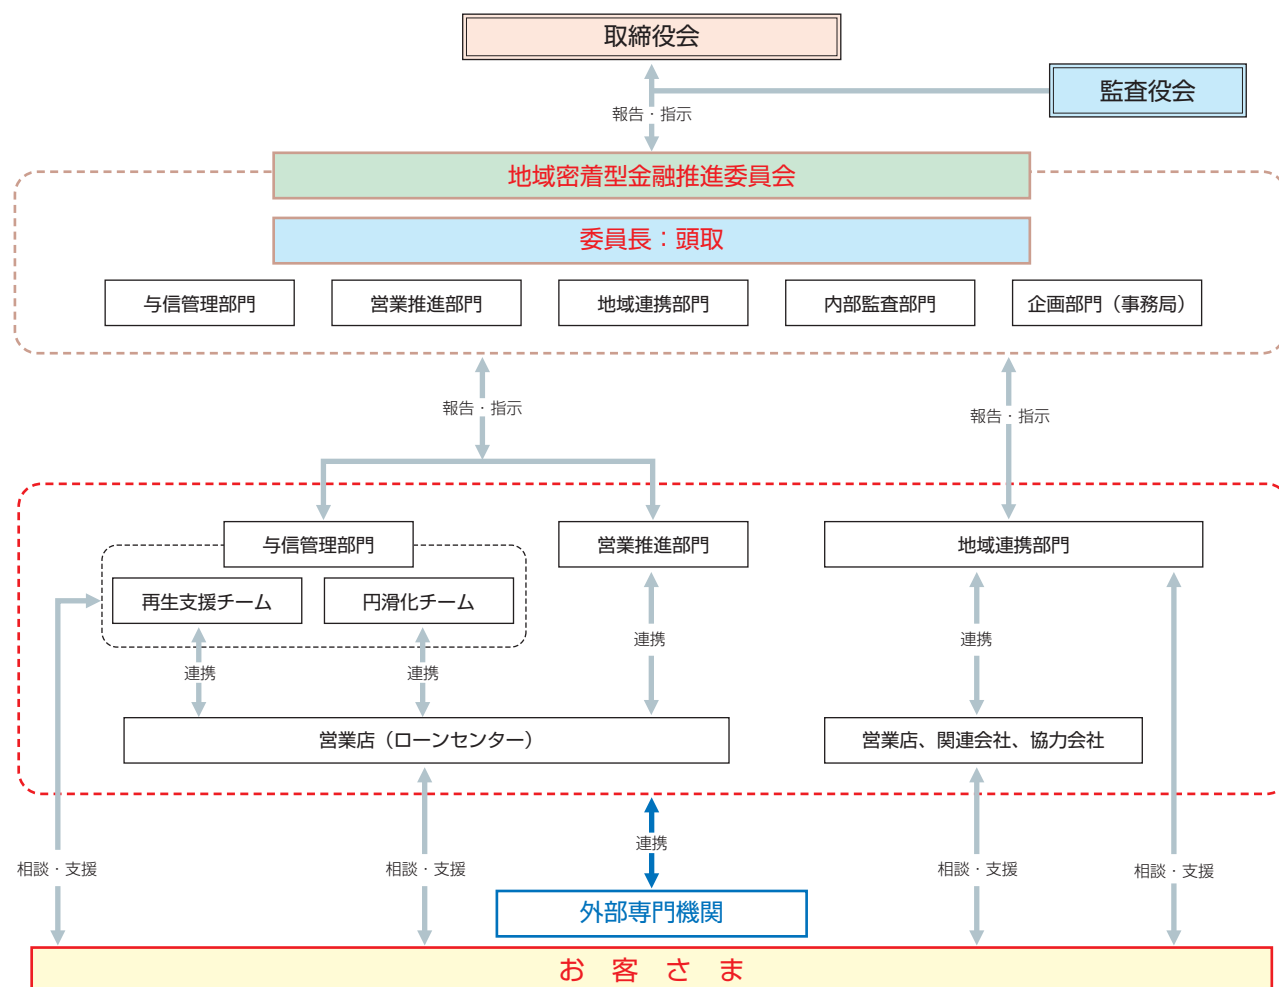 取締役会
監査役会
報告・指示
地域密着型金融推進委員会
委員長：頭取
与信管理部門
営業推進部門
地域連携部門
内部監査部門
企画部門（事務局）
報告・指示
報告・指示
与信管理部門
営業推進部門
地域連携部門
再生支援チーム
円滑化チーム
連携
連携
連携
連携
営業店（ローンセンター）
営業店、関連会社、協力会社
連携
相談・支援
相談・支援
相談・支援
相談・支援
外部専門機関
お客さま